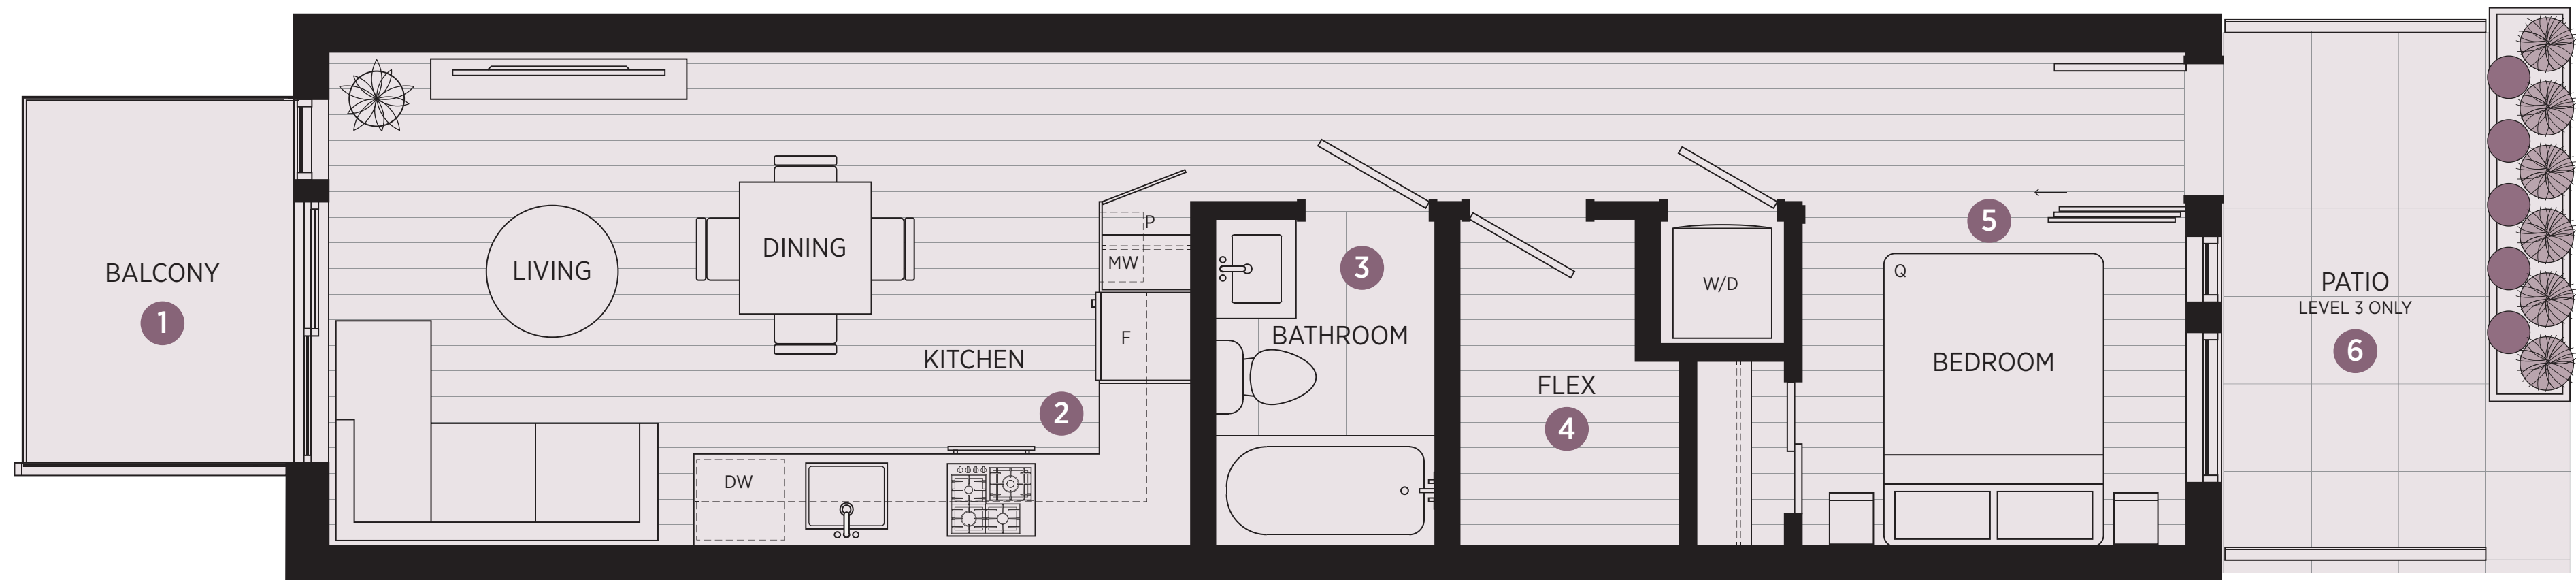 BALCONY
1
LIVING
DINING
KITCHEN
2
P
MW
F
DW
BATHROOM
3
FLEX
4
W/D
5
Q
BEDROOM
PATIO
LEVEL 3 ONLY
6